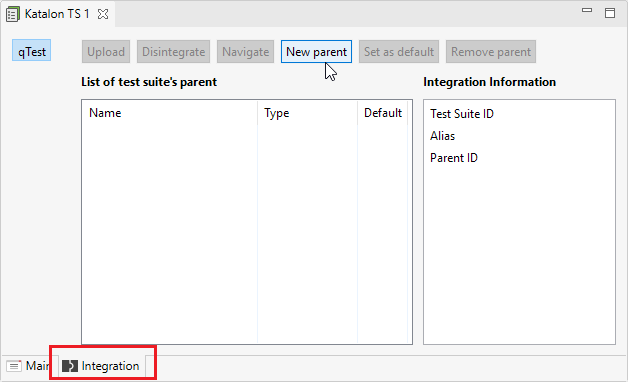 Katalon TS 1
qTest
Upload Disintegrate Navigate New parent Set as default Remove parent
List of test suite's parent
Integration Information
Name Type Default
Test Suite ID
Alias
Parent ID
Main Integration